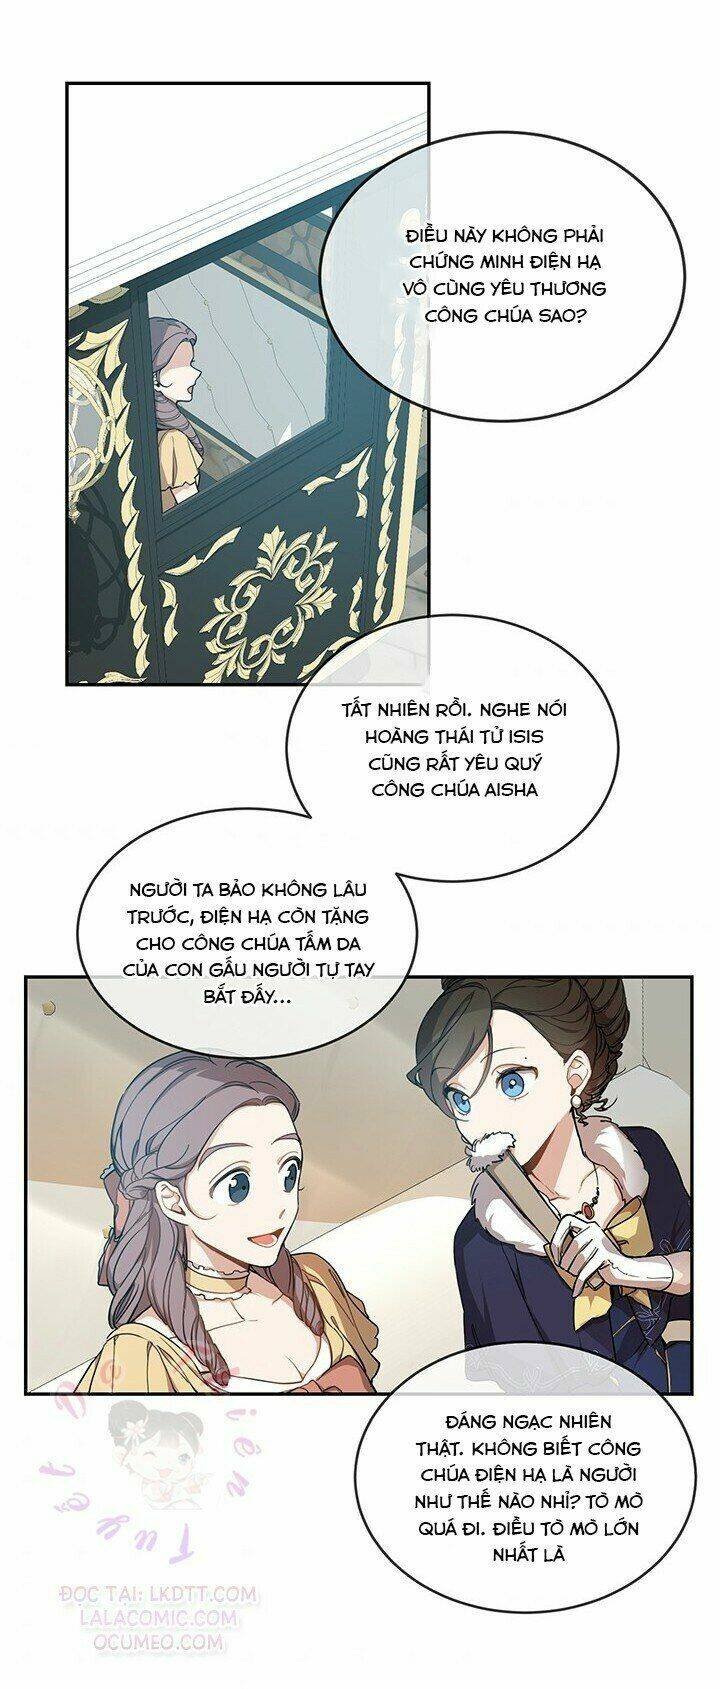 ĐIỀU NÀY KHÔNG PHẢI
CHỨNG MINH ĐIỆN HẠ
VÔ CÙNG YÊU THƯƠNG
CÔNG CHÚA SAO?
TẤT NHIÊN RỒI. NGHE NÓI
HOÀNG THÁI TỬ ISIS
CŨNG RẤT YÊU QUÝ
CÔNG CHÚA AISHA
NGƯỜI TA BẢO KHÔNG LÂU
TRƯỚC, ĐIỆN HẠ CÒN TẶNG
CHO CÔNG CHÚA TẤM DA
CỦA CON GẤU NGƯỜI TỰ TAY
BẮT ĐẤY...
ĐÁNG NGẠC NHIÊN
THẬT. KHÔNG BIẾT CÔNG
CHÚA ĐIỆN HẠ LÀ NGƯỜI
NHƯ THẾ NÀO NHỈ? TÒ MÒ
QUÁ ĐI. ĐIỀU TÒ MÒ LỚN
NHẤT LÀ
ĐỌC TẠI: LKDTT.COM
LALACOMIC.COM
OCUMEO.COM